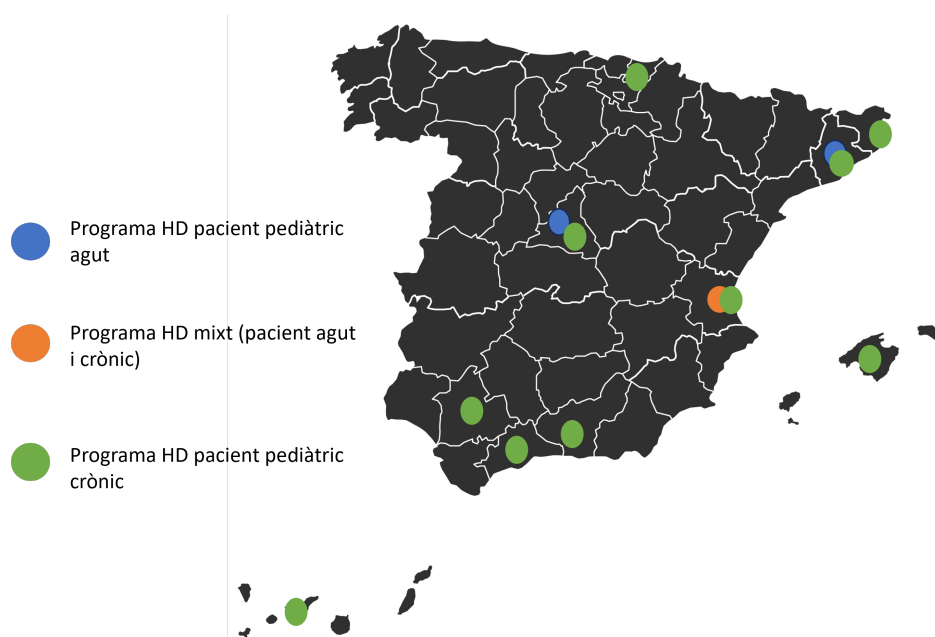 Programa HD pacient pediàtric
agut
Programa HD mixt (pacient agut
i crònic)
Programa HD pacient pediàtric
crònic